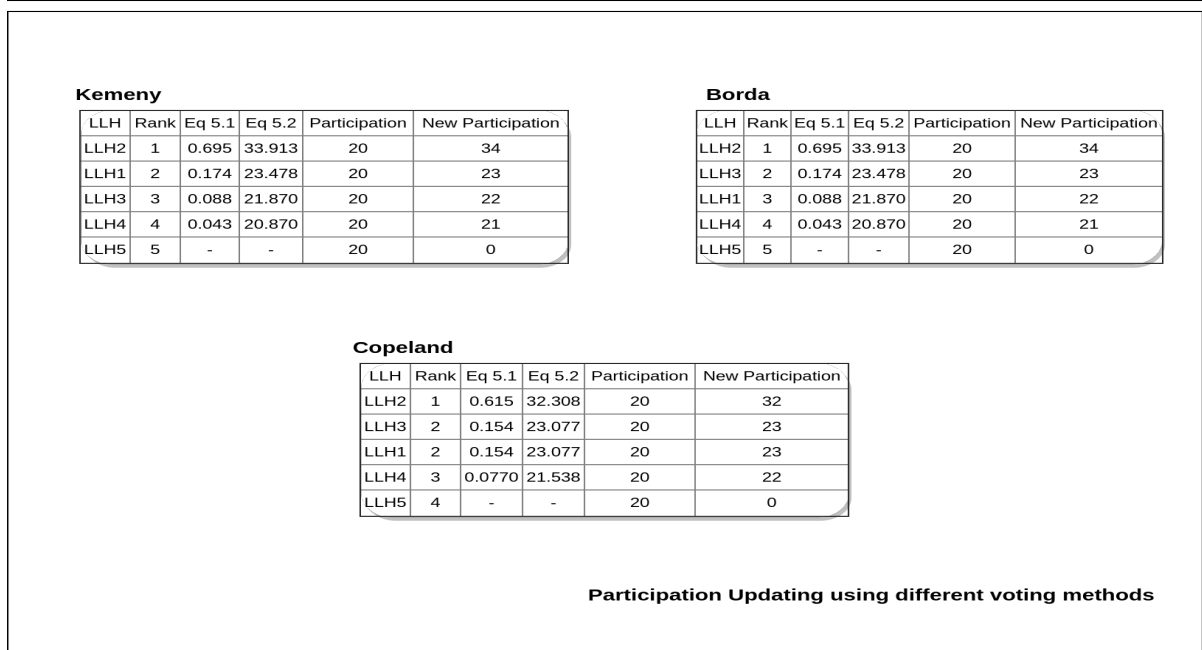 Kemeny
LLH Rank Eq 5.1 Eq 5.2 Participation New Participation
LLH2 1 0.695 33.913 20 34
LLH1 2 0.174 23.478 20 23
LLH3 3 0.088 21.870 20 22
LLH4 4 0.043 20.870 20 21
LLH5 5 - - 20 0
Borda
LLH Rank Eq 5.1 Eq 5.2 Participation New Participation
LLH2 1 0.695 33.913 20 34
LLH3 2 0.174 23.478 20 23
LLH1 3 0.088 21.870 20 22
LLH4 4 0.043 20.870 20 21
LLH5 5 - - 20 0
Copeland
LLH Rank Eq 5.1 Eq 5.2 Participation New Participation
LLH2 1 0.615 32.308 20 32
LLH3 2 0.154 23.077 20 23
LLH1 2 0.154 23.077 20 23
LLH4 3 0.0770 21.538 20 22
LLH5 4 - - 20 0
Participation Updating using different voting methods